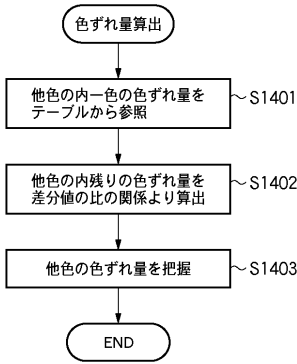 色ずれ量算出
他色の内一色の色ずれ量を
テーブルから参照
S1401
他色の内残りの色ずれ量を
差分値の比の関係より算出
S1402
他色の色ずれ量を把握
S1403
END